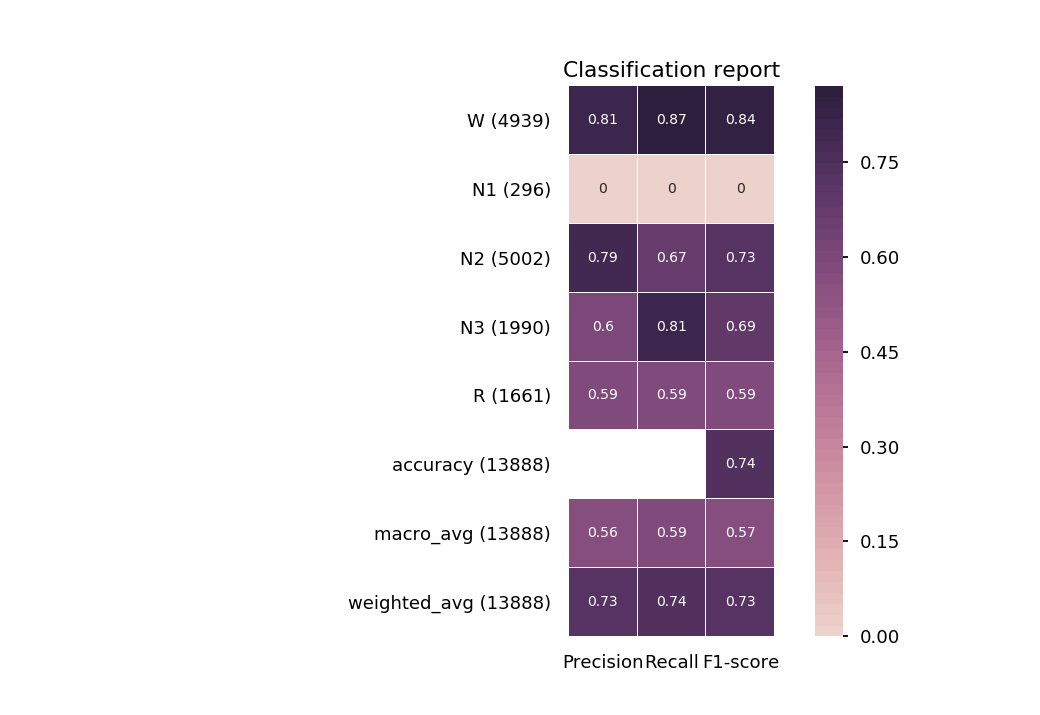 Classification report
W (4939) 0.81 0.87 0.84
N1 (296) 0 0 0
N2 (5002) 0.79 0.67 0.73
N3 (1990) 0.6 0.81 0.69
R (1661) 0.59 0.59 0.59
accuracy (13888) 0.74
macro_avg (13888) 0.56 0.59 0.57
weighted_avg (13888) 0.73 0.74 0.73
Precision Recall F1-score
0.75
0.60
0.45
0.30
0.15
0.00